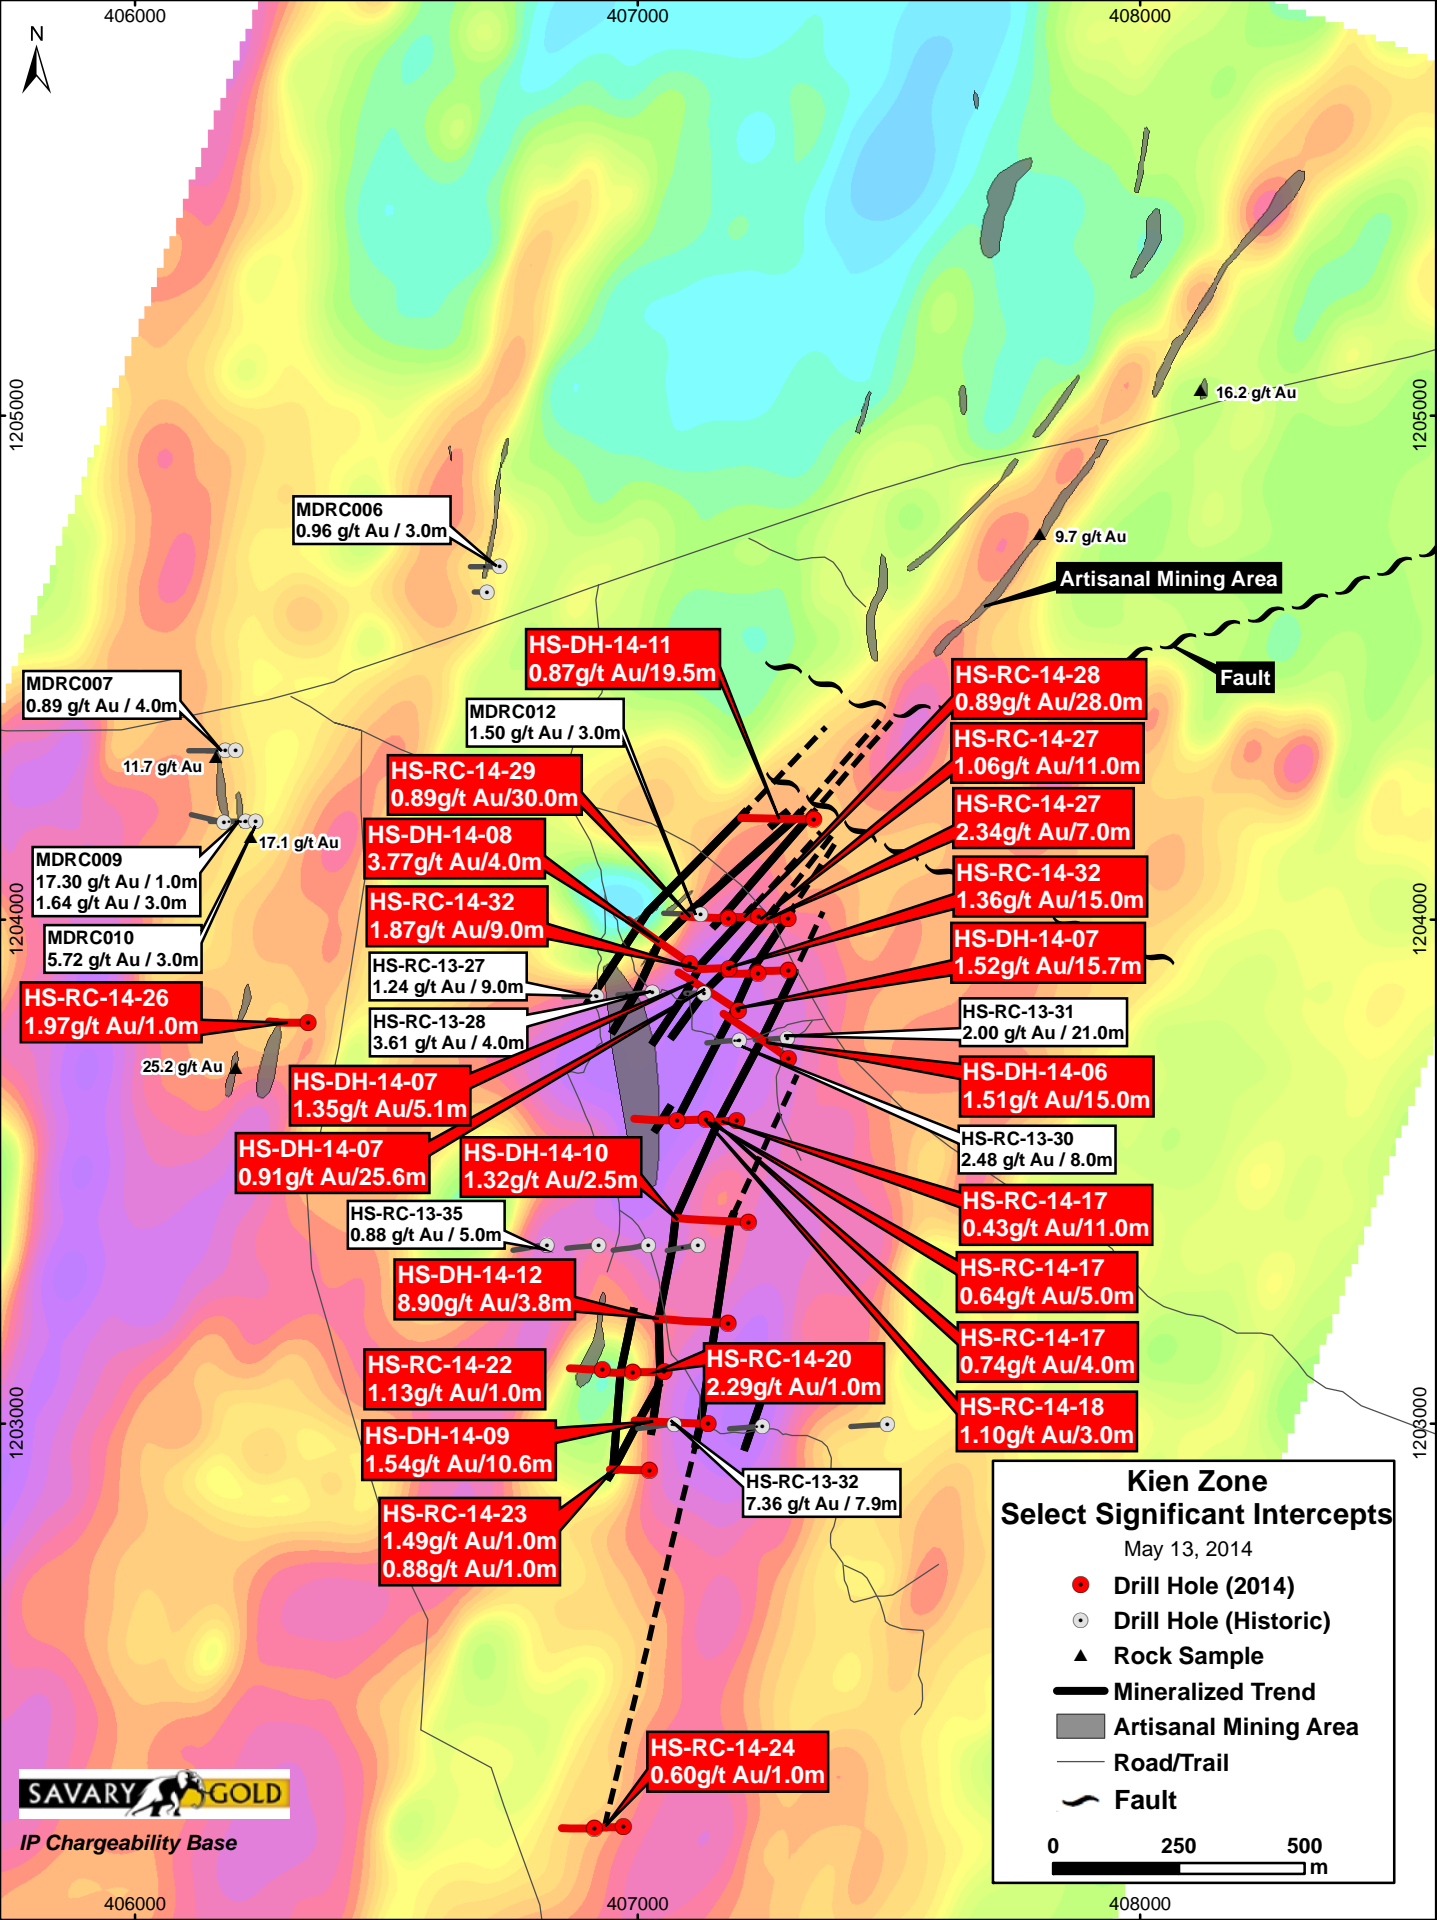 406000
407000
408000
N
1205000
1205000
16.2 g/t Au
MDRC006
0.96 g/t Au / 3.0m
9.7 g/t Au
Artisanal Mining Area
HS-DH-14-11
0.87g/t Au/19.5m
Fault
HS-RC-14-28
0.89g/t Au/28.0m
MDRC007
0.89 g/t Au / 4.0m
MDRC012
1.50 g/t Au / 3.0m
HS-RC-14-27
1.06g/t Au/11.0m
11.7 g/t Au
HS-RC-14-29
0.89g/t Au/30.0m
HS-RC-14-27
2.34g/t Au/7.0m
HS-DH-14-08
3.77g/t Au/4.0m
17.1 g/t Au
MDRC009
17.30 g/t Au / 1.0m
1.64 g/t Au / 3.0m
HS-RC-14-32
1.36g/t Au/15.0m
HS-RC-14-32
1.87g/t Au/9.0m
1204000
1204000
MDRC010
5.72 g/t Au / 3.0m
HS-DH-14-07
1.52g/t Au/15.7m
HS-RC-13-27
1.24 g/t Au / 9.0m
HS-RC-14-26
1.97g/t Au/1.0m
HS-RC-13-28
3.61 g/t Au / 4.0m
HS-RC-13-31
2.00 g/t Au / 21.0m
25.2 g/t Au
HS-DH-14-07
1.35g/t Au/5.1m
HS-DH-14-06
1.51g/t Au/15.0m
HS-DH-14-07
0.91g/t Au/25.6m
HS-DH-14-10
1.32g/t Au/2.5m
HS-RC-13-30
2.48 g/t Au / 8.0m
HS-RC-14-17
0.43g/t Au/11.0m
HS-RC-13-35
0.88 g/t Au / 5.0m
HS-DH-14-12
8.90g/t Au/3.8m
HS-RC-14-17
0.64g/t Au/5.0m
HS-RC-14-22
1.13g/t Au/1.0m
HS-RC-14-20
2.29g/t Au/1.0m
HS-RC-14-17
0.74g/t Au/4.0m
HS-RC-14-18
1.10g/t Au/3.0m
1203000
1203000
HS-DH-14-09
1.54g/t Au/10.6m
HS-RC-13-32
7.36 g/t Au / 7.9m
HS-RC-14-23
1.49g/t Au/1.0m
0.88g/t Au/1.0m
Kien Zone
Select Significant Intercepts
May 13, 2014
Drill Hole (2014)
Drill Hole (Historic)
Rock Sample
Mineralized Trend
Artisanal Mining Area
Road/Trail
Fault
0 250 500
m
HS-RC-14-24
0.60g/t Au/1.0m
SAVARY GOLD
IP Chargeability Base
406000
407000
408000